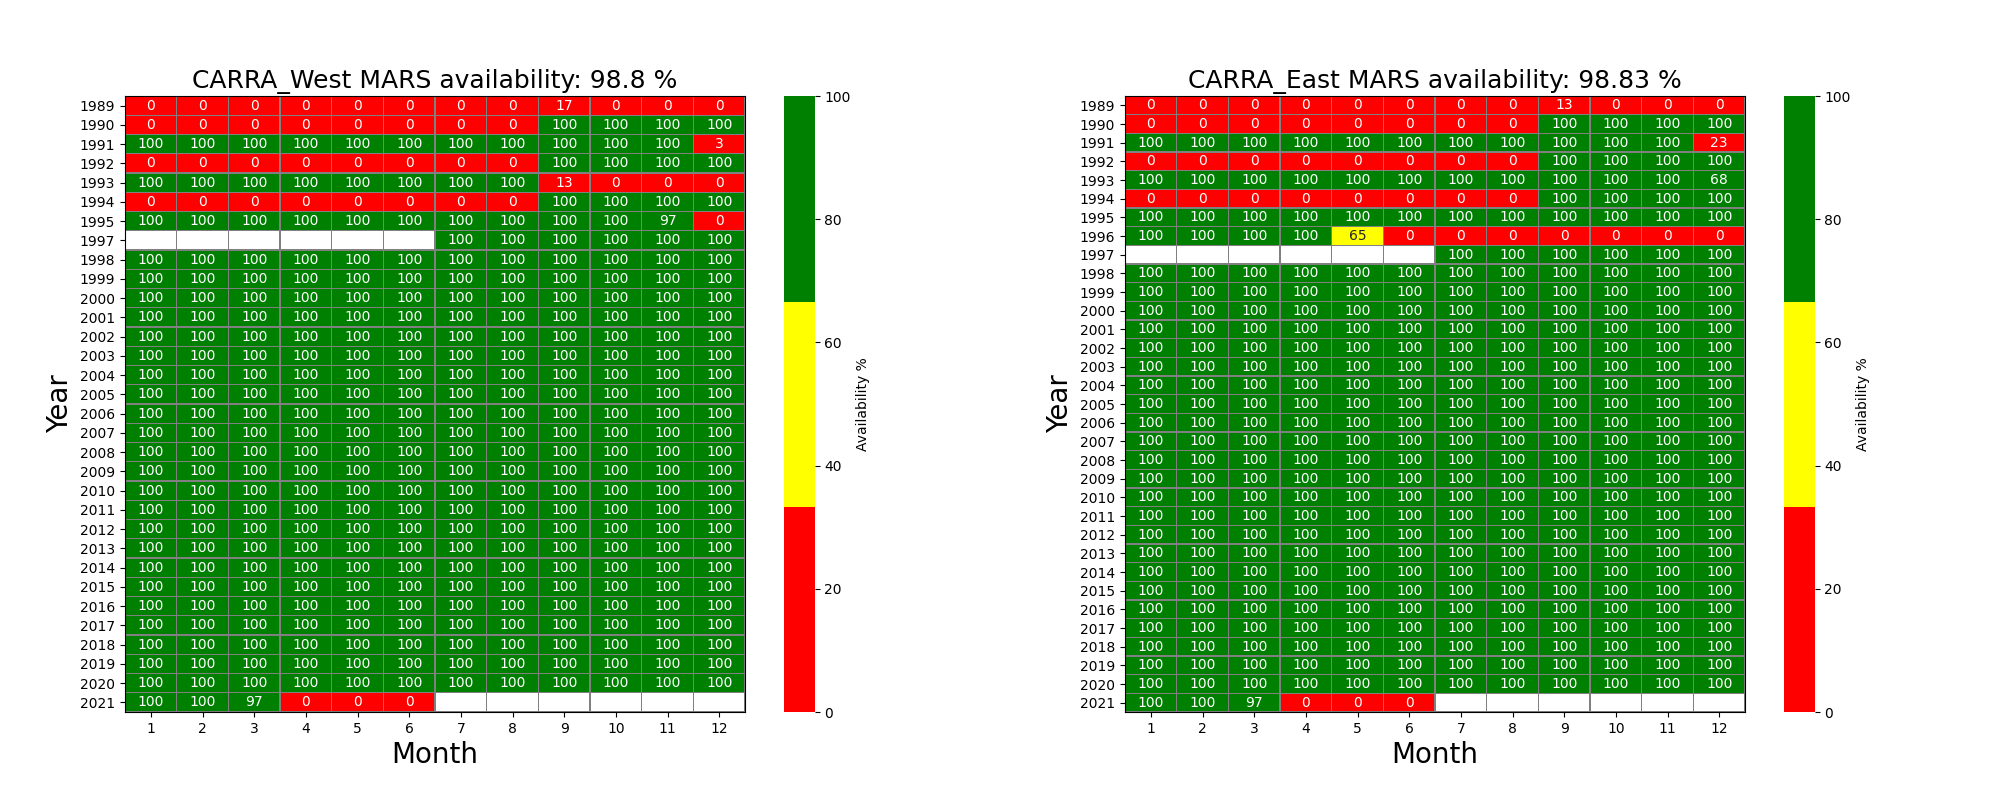 CARRA_West MARS availability: 98.8 %
1989 0 0 0 0 0 0 0 0 17 0 0 0
1990 0 0 0 0 0 0 0 0 100 100 100 100
1991 100 100 100 100 100 100 100 100 100 100 100 3
1992 0 0 0 0 0 0 0 0 100 100 100 100
1993 100 100 100 100 100 100 100 100 13 0 0 0
1994 0 0 0 0 0 0 0 0 100 100 100 100
1995 100 100 100 100 100 100 100 100 100 100 97 0
1997 100 100 100 100 100 100
1998 100 100 100 100 100 100 100 100 100 100 100 100
1999 100 100 100 100 100 100 100 100 100 100 100 100
2000 100 100 100 100 100 100 100 100 100 100 100 100
2001 100 100 100 100 100 100 100 100 100 100 100 100
2002 100 100 100 100 100 100 100 100 100 100 100 100
2003 100 100 100 100 100 100 100 100 100 100 100 100
2004 100 100 100 100 100 100 100 100 100 100 100 100
2005 100 100 100 100 100 100 100 100 100 100 100 100
2006 100 100 100 100 100 100 100 100 100 100 100 100
2007 100 100 100 100 100 100 100 100 100 100 100 100
2008 100 100 100 100 100 100 100 100 100 100 100 100
2009 100 100 100 100 100 100 100 100 100 100 100 100
2010 100 100 100 100 100 100 100 100 100 100 100 100
2011 100 100 100 100 100 100 100 100 100 100 100 100
2012 100 100 100 100 100 100 100 100 100 100 100 100
2013 100 100 100 100 100 100 100 100 100 100 100 100
2014 100 100 100 100 100 100 100 100 100 100 100 100
2015 100 100 100 100 100 100 100 100 100 100 100 100
2016 100 100 100 100 100 100 100 100 100 100 100 100
2017 100 100 100 100 100 100 100 100 100 100 100 100
2018 100 100 100 100 100 100 100 100 100 100 100 100
2019 100 100 100 100 100 100 100 100 100 100 100 100
2020 100 100 100 100 100 100 100 100 100 100 100 100
2021 100 100 97 0 0 0
1 2 3 4 5 6 7 8 9 10 11 12
Month
Year
100
80
60
40
20
0
Availability %
CARRA_East MARS availability: 98.83 %
1989 0 0 0 0 0 0 0 0 13 0 0 0
1990 0 0 0 0 0 0 0 0 100 100 100 100
1991 100 100 100 100 100 100 100 100 100 100 100 23
1992 0 0 0 0 0 0 0 0 100 100 100 100
1993 100 100 100 100 100 100 100 100 100 100 100 68
1994 0 0 0 0 0 0 0 0 100 100 100 100
1995 100 100 100 100 100 100 100 100 100 100 100 100
1996 100 100 100 100 65 0 0 0 0 0 0 0
1997 100 100 100 100 100 100
1998 100 100 100 100 100 100 100 100 100 100 100 100
1999 100 100 100 100 100 100 100 100 100 100 100 100
2000 100 100 100 100 100 100 100 100 100 100 100 100
2001 100 100 100 100 100 100 100 100 100 100 100 100
2002 100 100 100 100 100 100 100 100 100 100 100 100
2003 100 100 100 100 100 100 100 100 100 100 100 100
2004 100 100 100 100 100 100 100 100 100 100 100 100
2005 100 100 100 100 100 100 100 100 100 100 100 100
2006 100 100 100 100 100 100 100 100 100 100 100 100
2007 100 100 100 100 100 100 100 100 100 100 100 100
2008 100 100 100 100 100 100 100 100 100 100 100 100
2009 100 100 100 100 100 100 100 100 100 100 100 100
2010 100 100 100 100 100 100 100 100 100 100 100 100
2011 100 100 100 100 100 100 100 100 100 100 100 100
2012 100 100 100 100 100 100 100 100 100 100 100 100
2013 100 100 100 100 100 100 100 100 100 100 100 100
2014 100 100 100 100 100 100 100 100 100 100 100 100
2015 100 100 100 100 100 100 100 100 100 100 100 100
2016 100 100 100 100 100 100 100 100 100 100 100 100
2017 100 100 100 100 100 100 100 100 100 100 100 100
2018 100 100 100 100 100 100 100 100 100 100 100 100
2019 100 100 100 100 100 100 100 100 100 100 100 100
2020 100 100 100 100 100 100 100 100 100 100 100 100
2021 100 100 97 0 0 0
1 2 3 4 5 6 7 8 9 10 11 12
Month
Year
100
80
60
40
20
0
Availability %